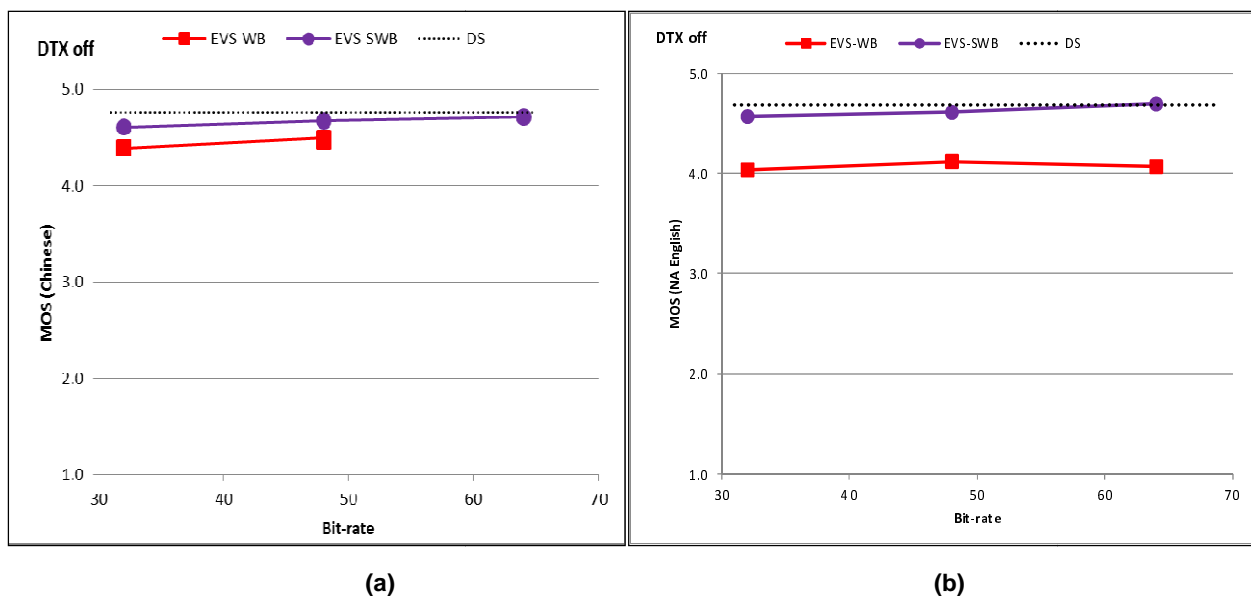 DTX off
EVS WB
EVS SWB
DS
5.0
4.0
3.0
2.0
1.0
MOS (Chinese)
30 40 50 60 70
Bit-rate
(a)
DTX off
EVS-WB
EVS-SWB
DS
5.0
4.0
3.0
2.0
1.0
MOS (NA English)
30 40 50 60 70
Bit-rate
(b)